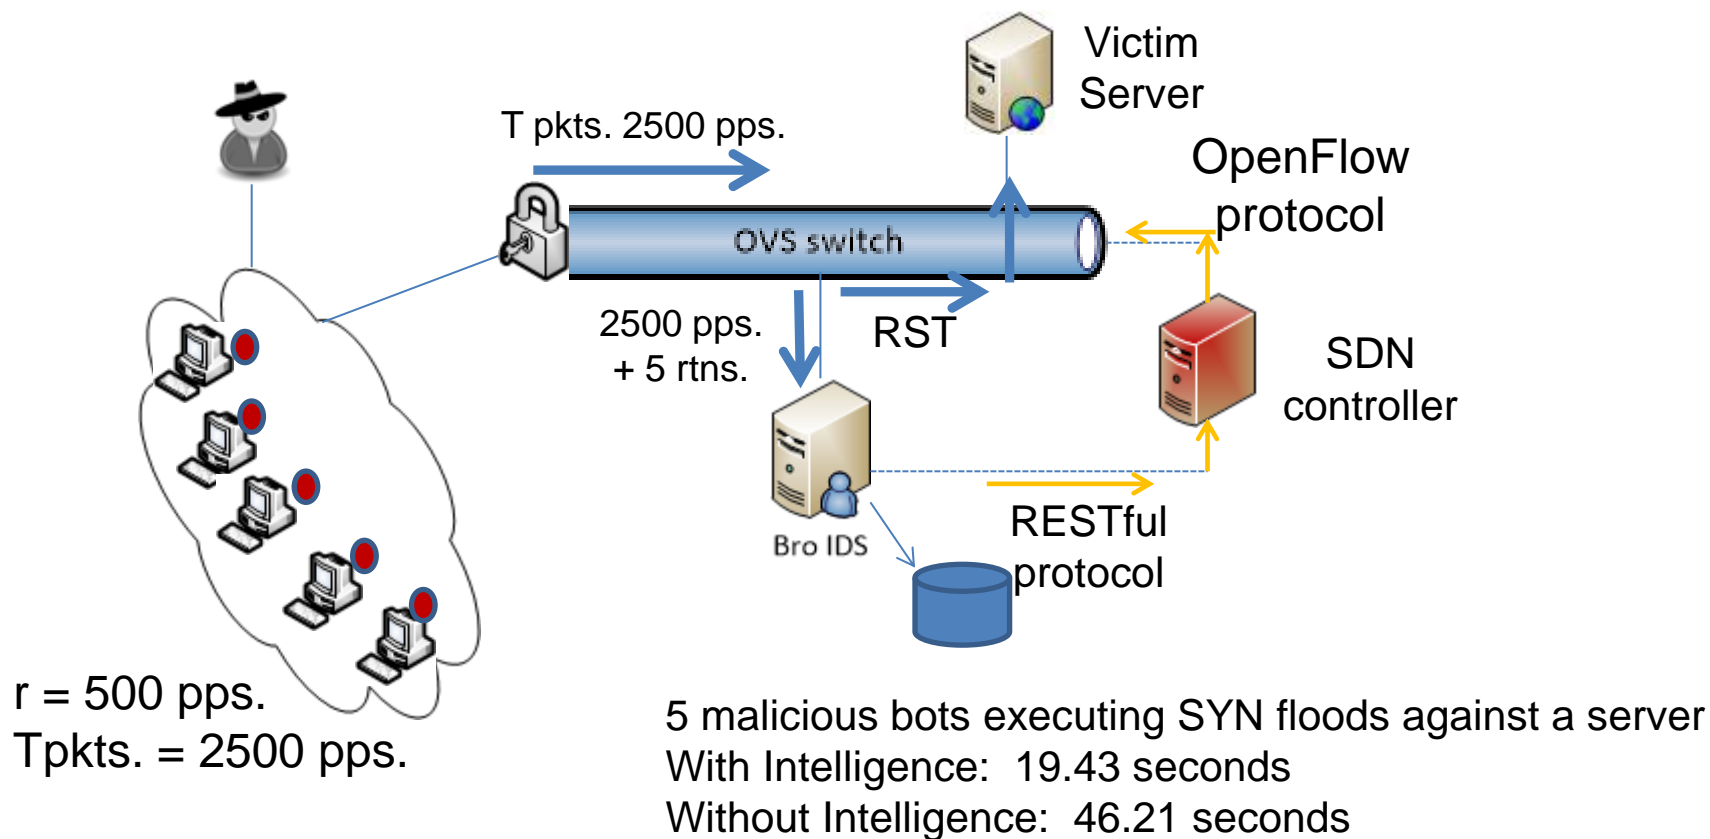 Victim
Server
T pkts. 2500 pps.
OpenFlow
protocol
OVS switch
2500 pps.
+ 5 rtns.
RST
SDN
controller
Bro IDS
RESTful
protocol
r = 500 pps.
Tpkts. = 2500 pps.
5 malicious bots executing SYN floods against a server
With Intelligence:  19.43 seconds
Without Intelligence:  46.21 seconds